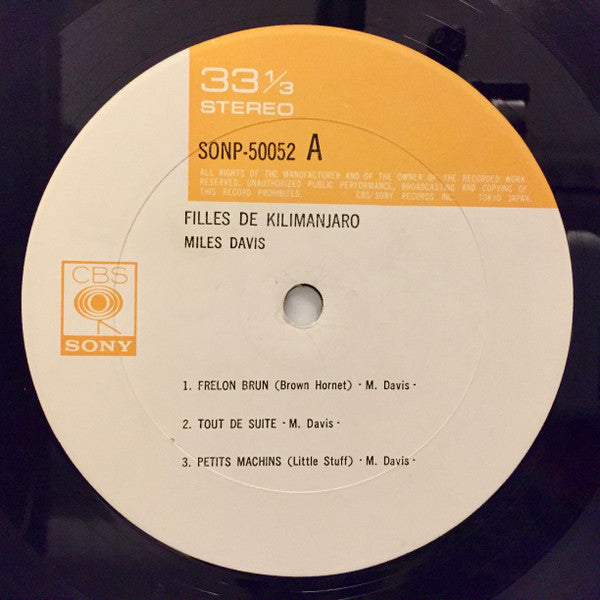 33 1/3
STEREO
SONP-50052 A
ALL RIGHTS OF THE MANUFACTURER AND OF THE OWNER OF THE RECORDED WORK
RESERVED. UNAUTHORIZED PUBLIC PERFORMANCE, BROADCASTING AND COPYING OF
THIS RECORD PROHIBITED. CBS/SONY RECORDS INC. TOKYO JAPAN.
FILLES DE KILIMANJARO
MILES DAVIS
CBS
SONY
1. FRELON BRUN (Brown Hornet) · M. Davis ·
2. TOUT DE SUITE · M. Davis ·
3. PETITS MACHINS (Little Stuff) · M. Davis ·